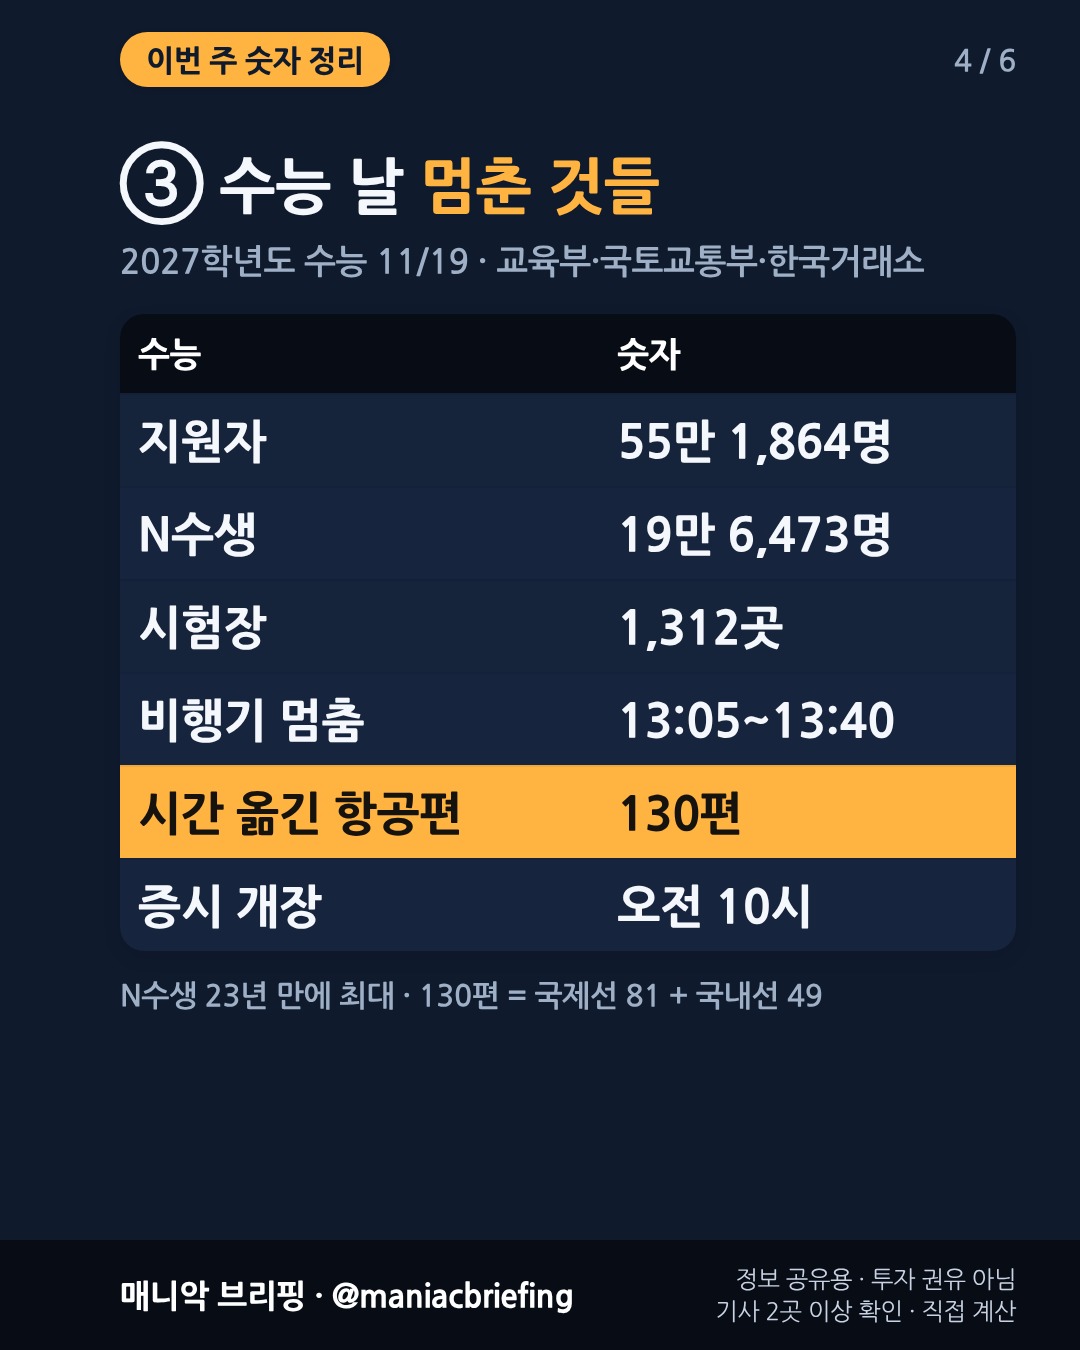 이번 주 숫자 정리
4 / 6
③ 수능 날 멈춘 것들
2027학년도 수능 11/19 · 교육부·국토교통부·한국거래소
수능 숫자
지원자 55만 1,864명
N수생 19만 6,473명
시험장 1,312곳
비행기 멈춤 13:05~13:40
시간 옮긴 항공편 130편
증시 개장 오전 10시
N수생 23년 만에 최대 · 130편 = 국제선 81 + 국내선 49
매니악 브리핑 · @maniacbriefing
정보 공유용 · 투자 권유 아님
기사 2곳 이상 확인 · 직접 계산